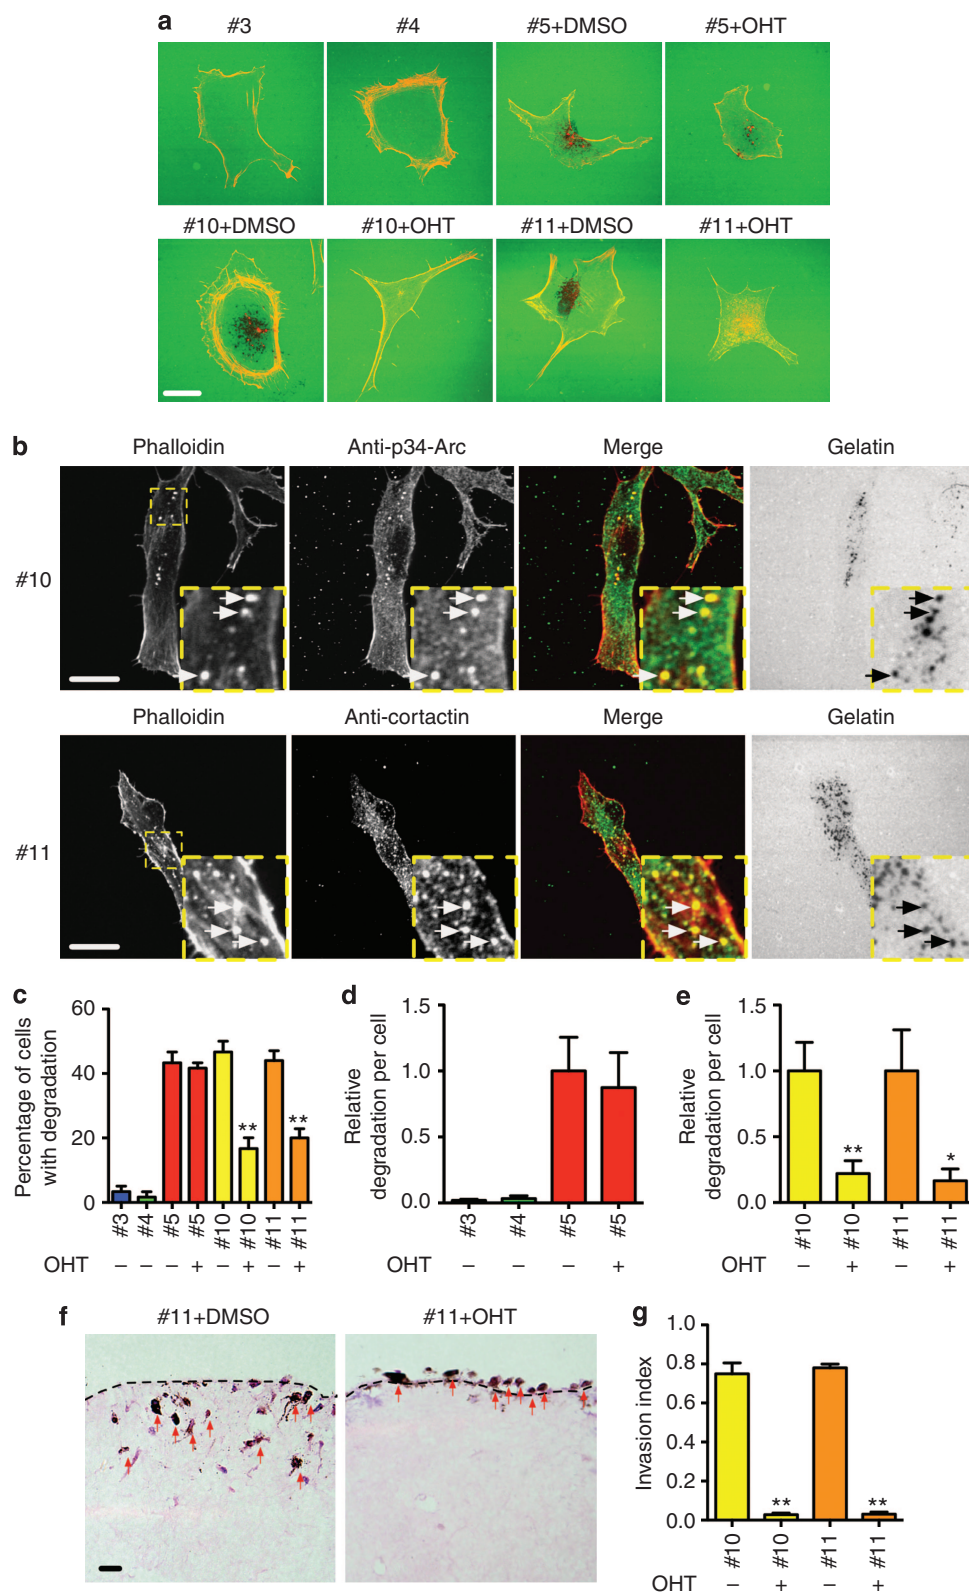 a
#3 #4 #5+DMSO #5+OHT
#10+DMSO #10+OHT #11+DMSO #11+OHT
b
Phalloidin Anti-p34-Arc Merge Gelatin
#10
Phalloidin Anti-cortactin Merge Gelatin
#11
c
Percentage of cells
with degradation
60
40
20
0
** **
#3 #4 #5 #5 #10 #10 #11 #11
OHT – – – + – + – +
d
Relative
degradation per cell
1.5
1.0
0.5
0.0
#3 #4 #5 #5
– – – +
e
Relative
degradation per cell
1.5
1.0
0.5
0.0
** *
#10 #10 #11 #11
OHT – + – +
f
#11+DMSO #11+OHT
g
Invasion index
1.0
0.8
0.6
0.4
0.2
0.0
** **
#10 #10 #11 #11
OHT – + – +